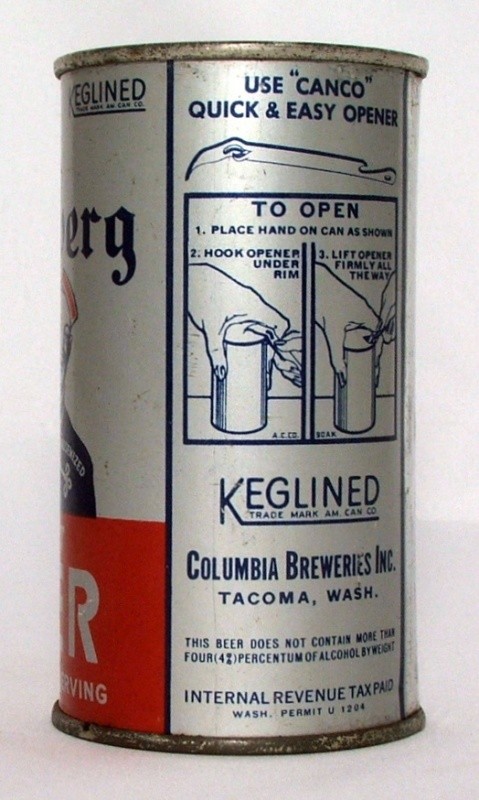 KEGLINED
TRADE MARK AM. CAN CO.
erg
ER
ERVING
USE "CANCO"
QUICK & EASY OPENER
TO OPEN
1. PLACE HAND ON CAN AS SHOWN
2. HOOK OPENER
UNDER
RIM
3. LIFT OPENER
FIRMLY ALL
THE WAY
A.C.CO.
KEGLINED
TRADE MARK AM. CAN CO.
COLUMBIA BREWERIES INC.
TACOMA, WASH.
THIS BEER DOES NOT CONTAIN MORE THAN
FOUR (4%) PERCENTUM OF ALCOHOL BY WEIGHT
INTERNAL REVENUE TAX PAID
WASH. PERMIT U 1204